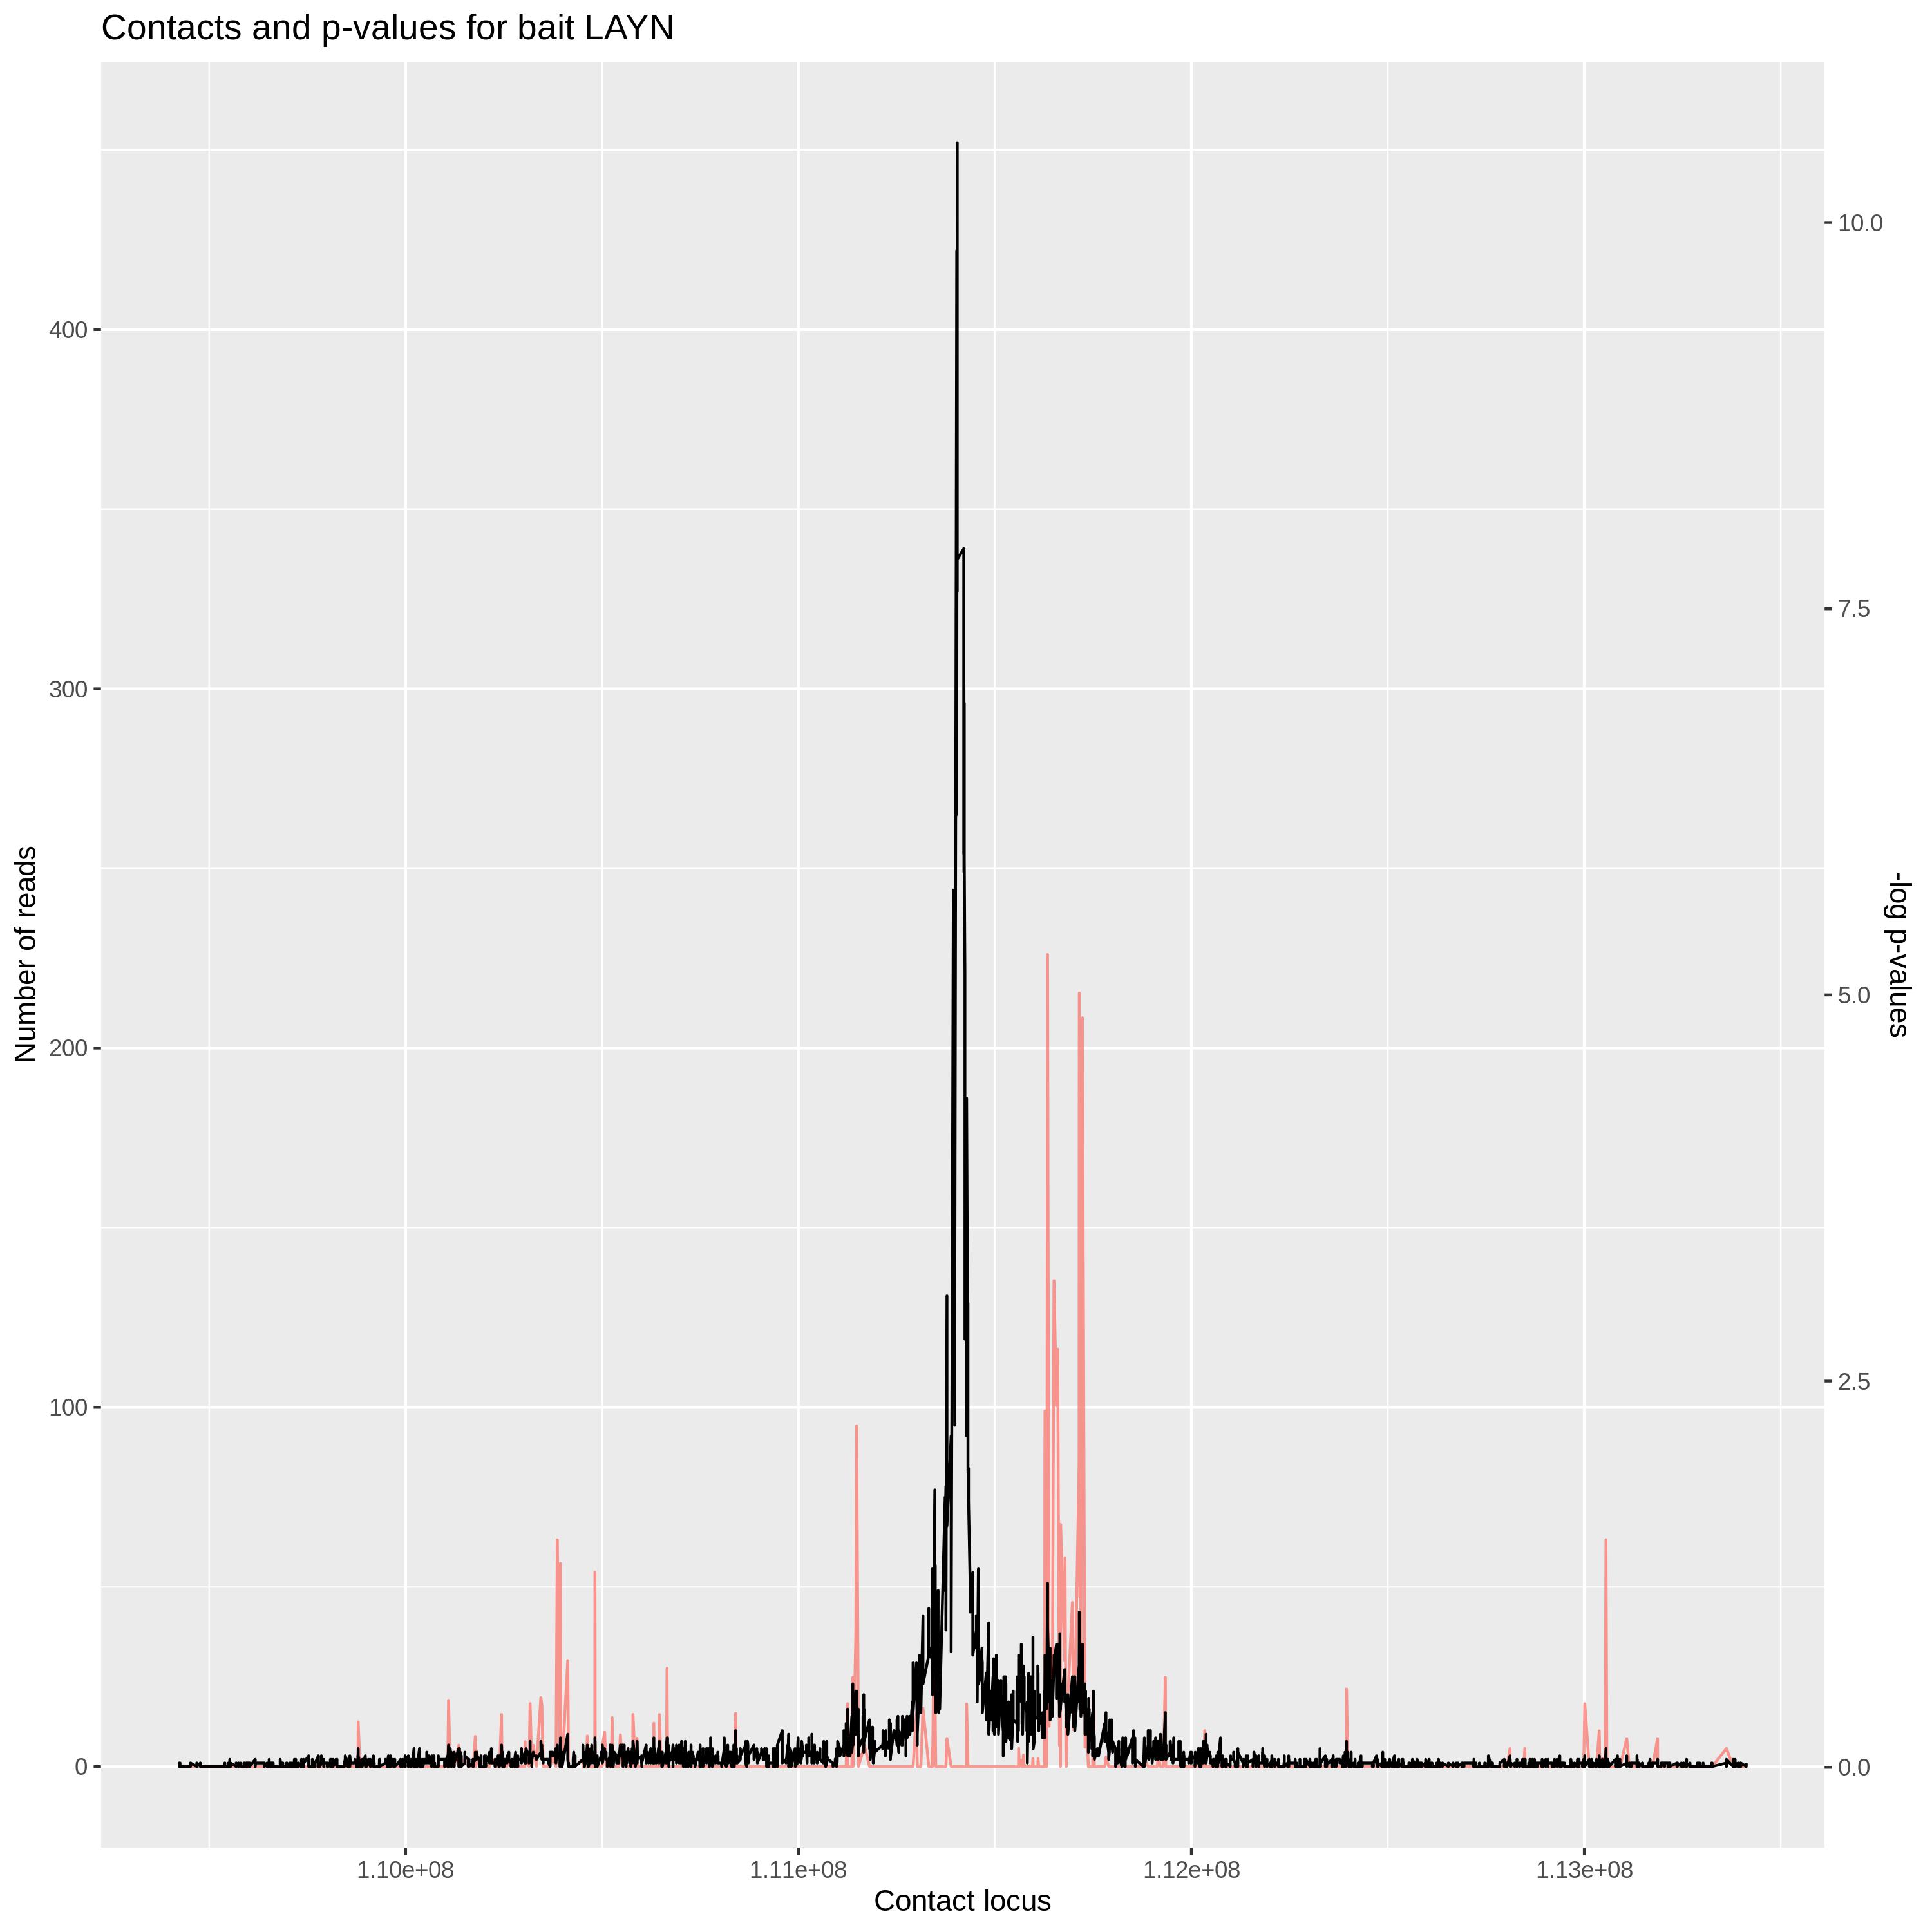 Contacts and p-values for bait LAYN
Number of reads
400
300
200
100
0
10.0
7.5
5.0
2.5
0.0
-log p-values
1.10e+08
1.11e+08
1.12e+08
1.13e+08
Contact locus